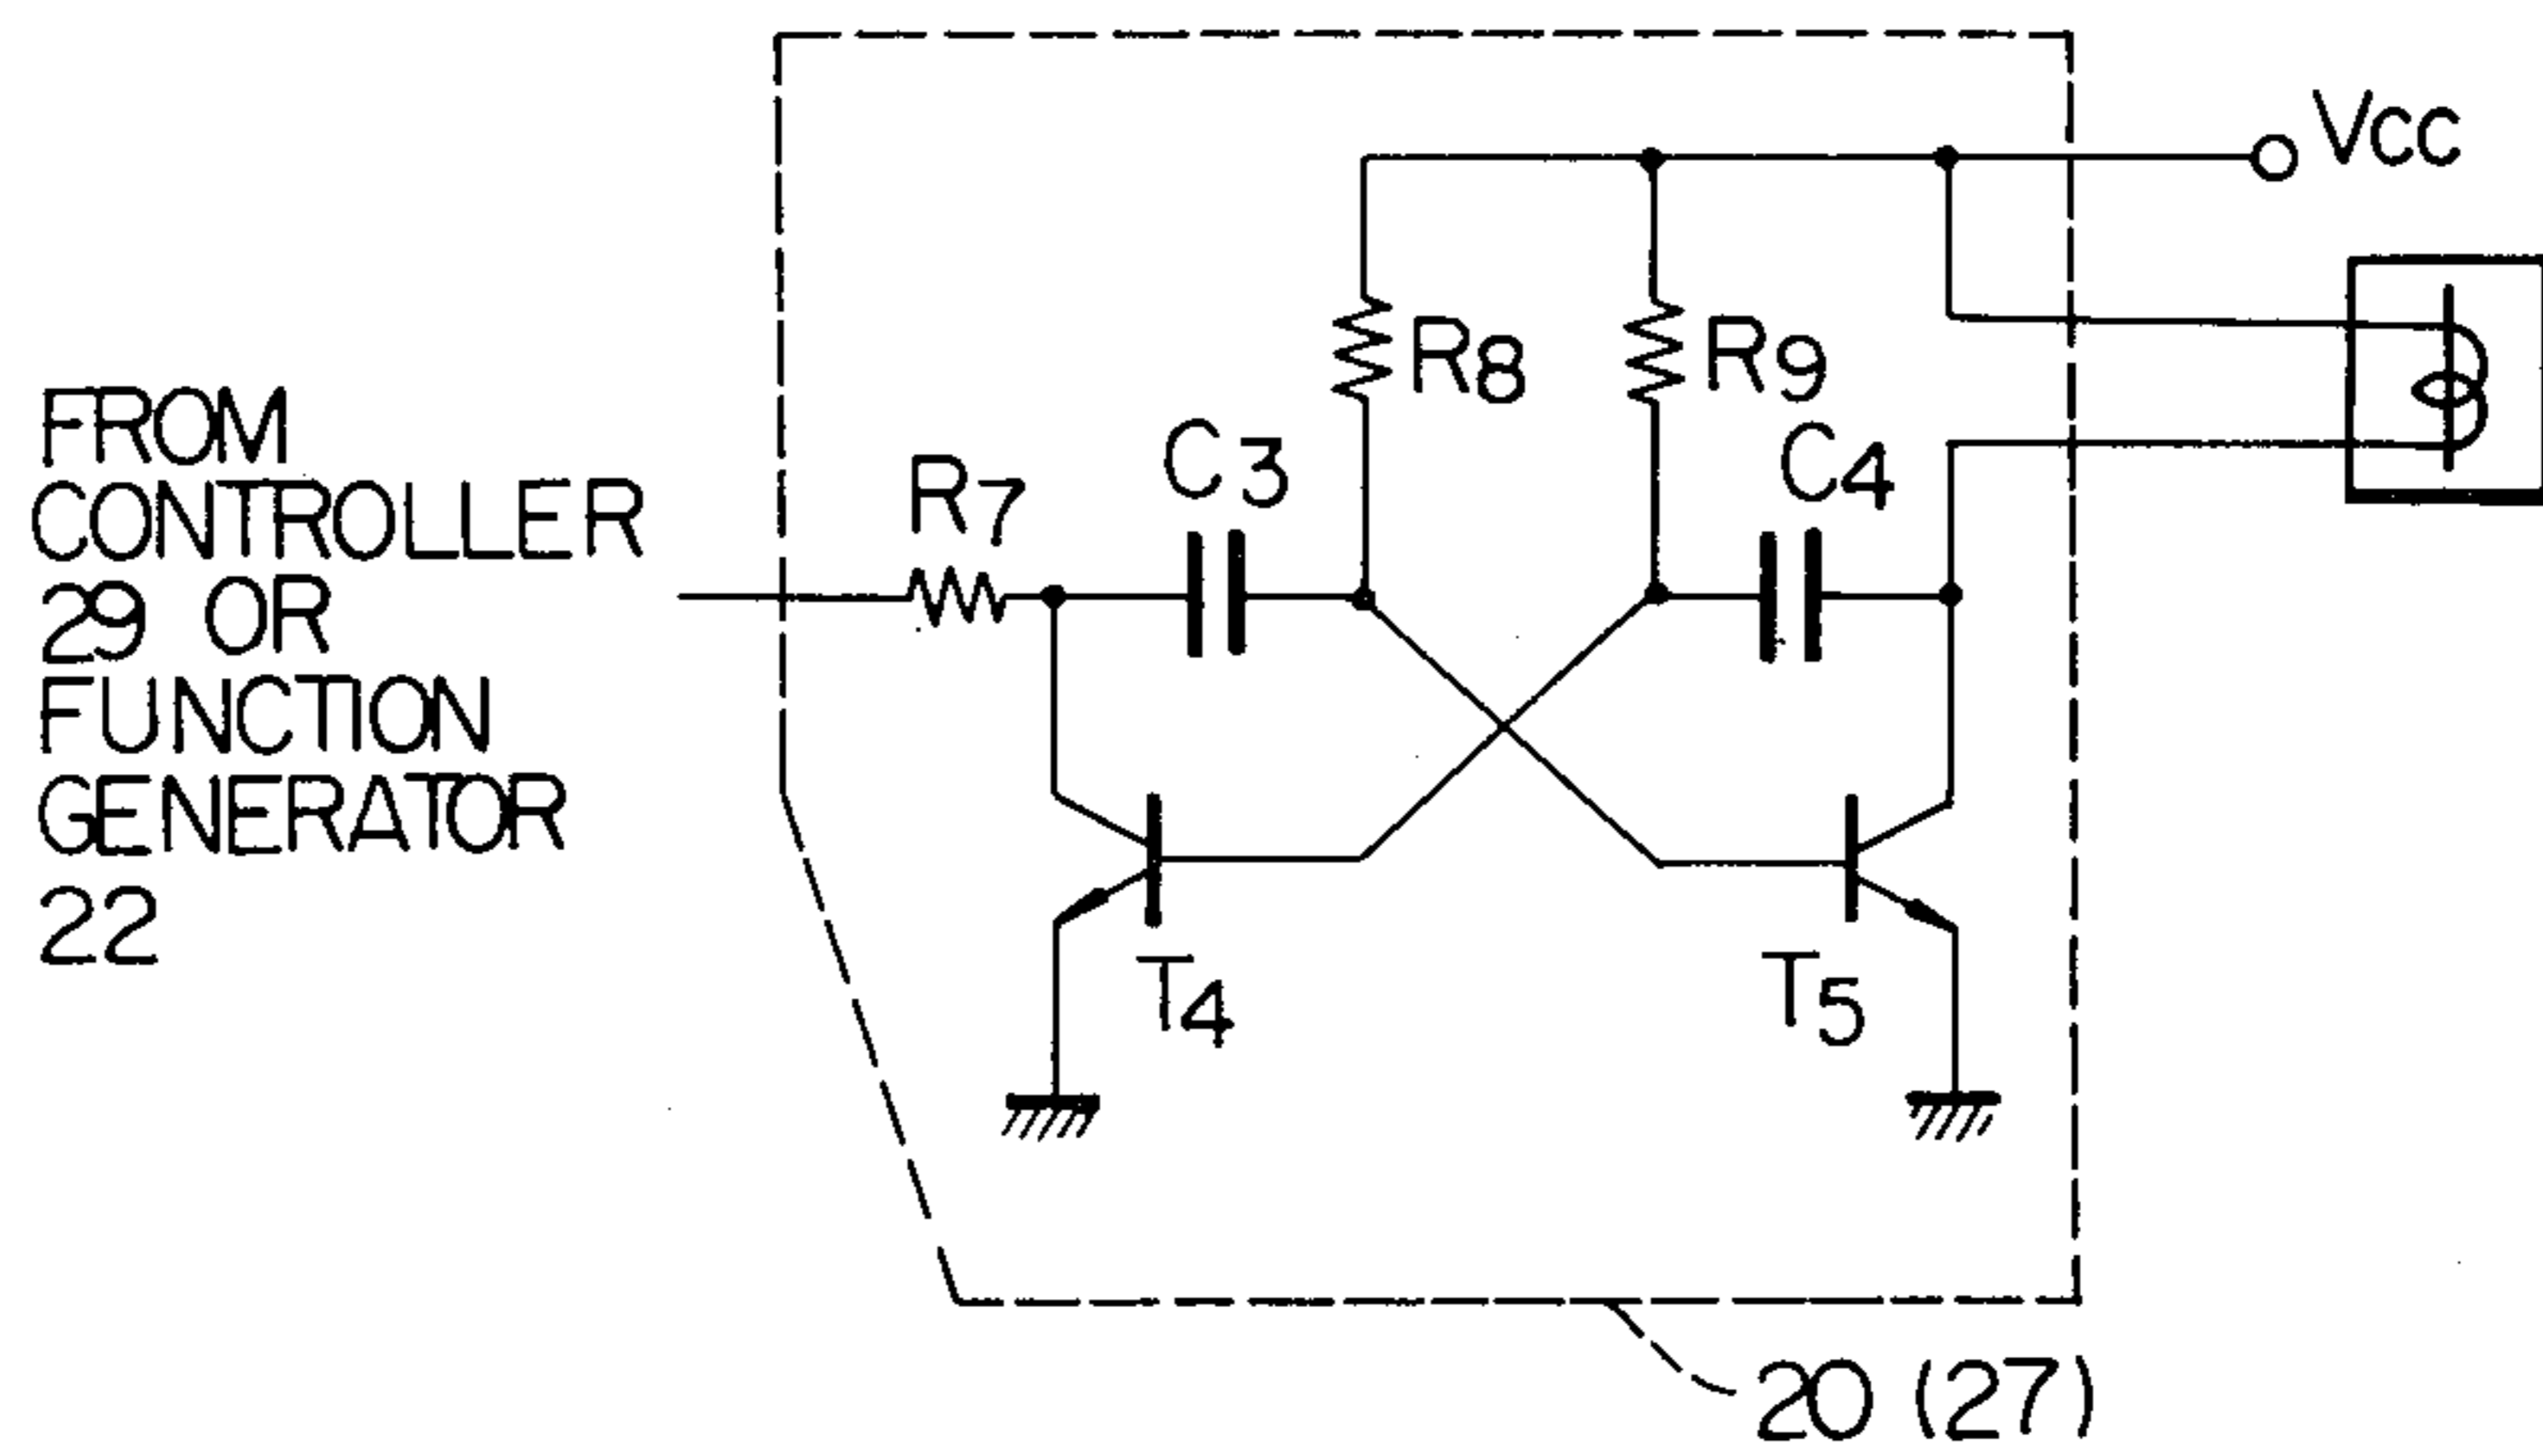 Vcc
R8
R9
FROM
CONTROLLER
29 OR
FUNCTION
GENERATOR
22
R7
C3
C4
T4
T5
20 (27)